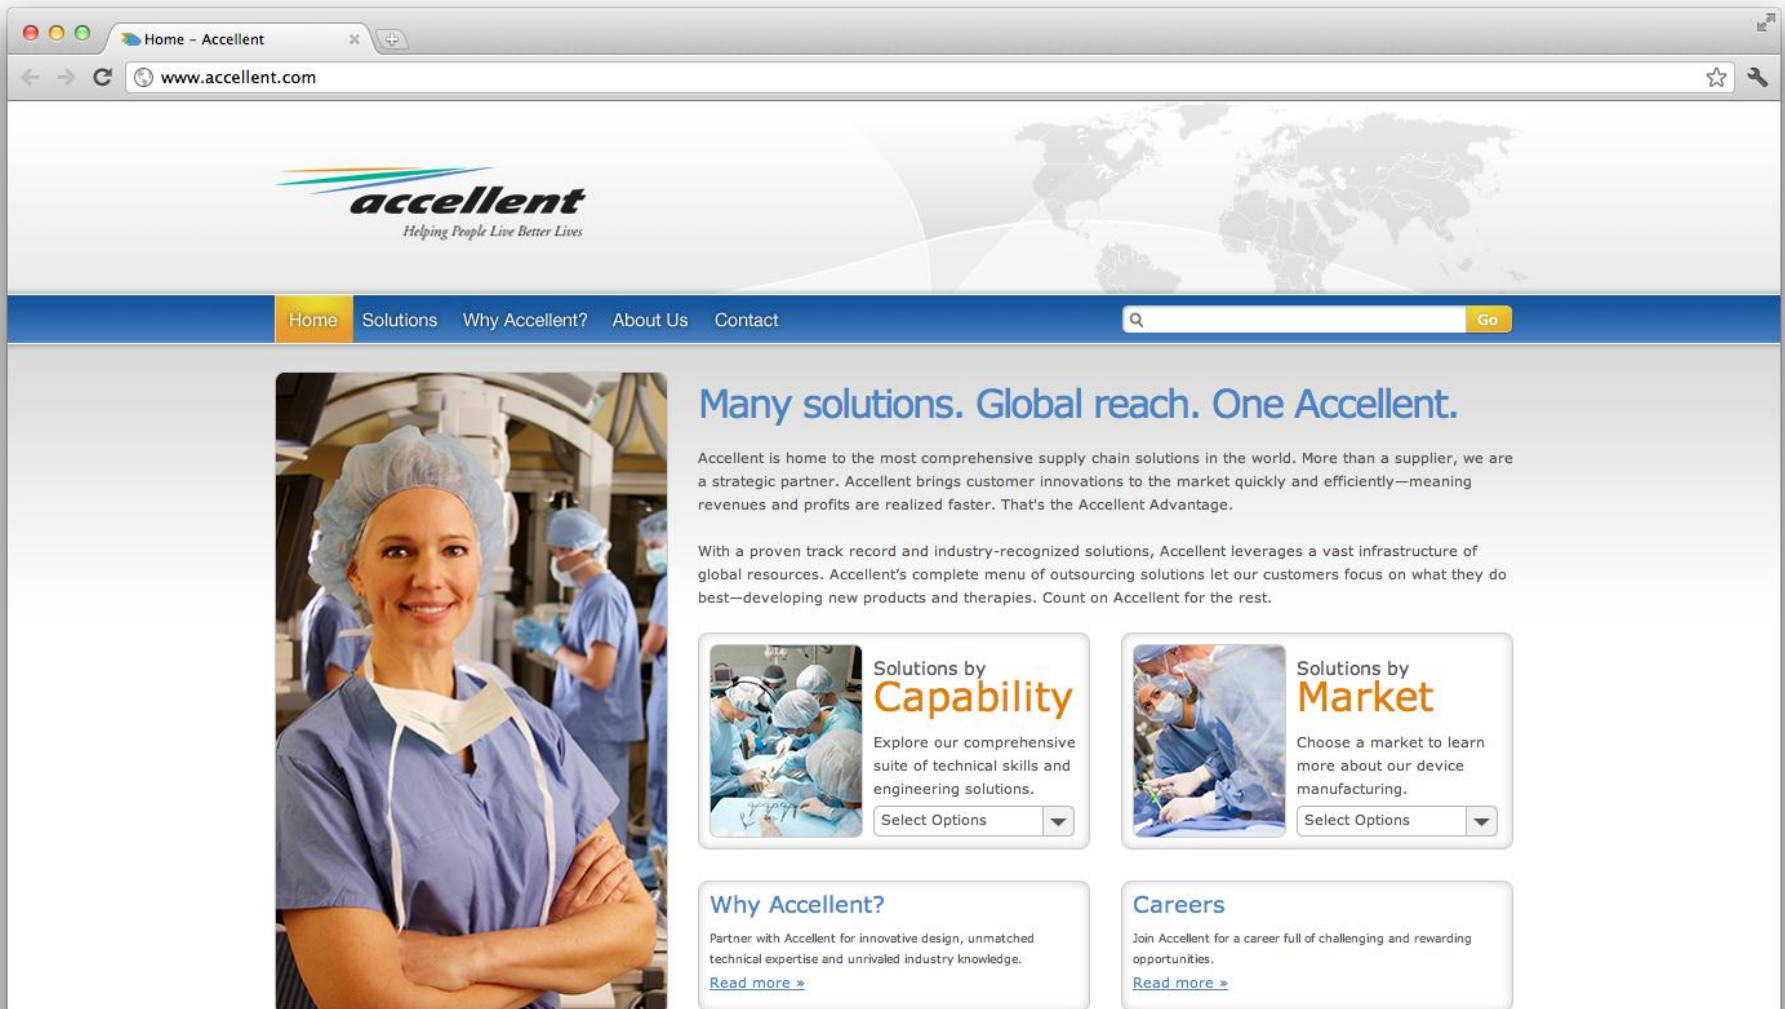 Home – Accellent
www.accellent.com
accellent
Helping People Live Better Lives
Home Solutions Why Accellent? About Us Contact Go
Many solutions. Global reach. One Accellent.
Accellent is home to the most comprehensive supply chain solutions in the world. More than a supplier, we are
a strategic partner. Accellent brings customer innovations to the market quickly and efficiently—meaning
revenues and profits are realized faster. That's the Accellent Advantage.
With a proven track record and industry-recognized solutions, Accellent leverages a vast infrastructure of
global resources. Accellent’s complete menu of outsourcing solutions let our customers focus on what they do
best—developing new products and therapies. Count on Accellent for the rest.
Solutions by
Capability
Explore our comprehensive
suite of technical skills and
engineering solutions.
Select Options
Solutions by
Market
Choose a market to learn
more about our device
manufacturing.
Select Options
Why Accellent?
Partner with Accellent for innovative design, unmatched
technical expertise and unrivaled industry knowledge.
Read more »
Careers
Join Accellent for a career full of challenging and rewarding
opportunities.
Read more »